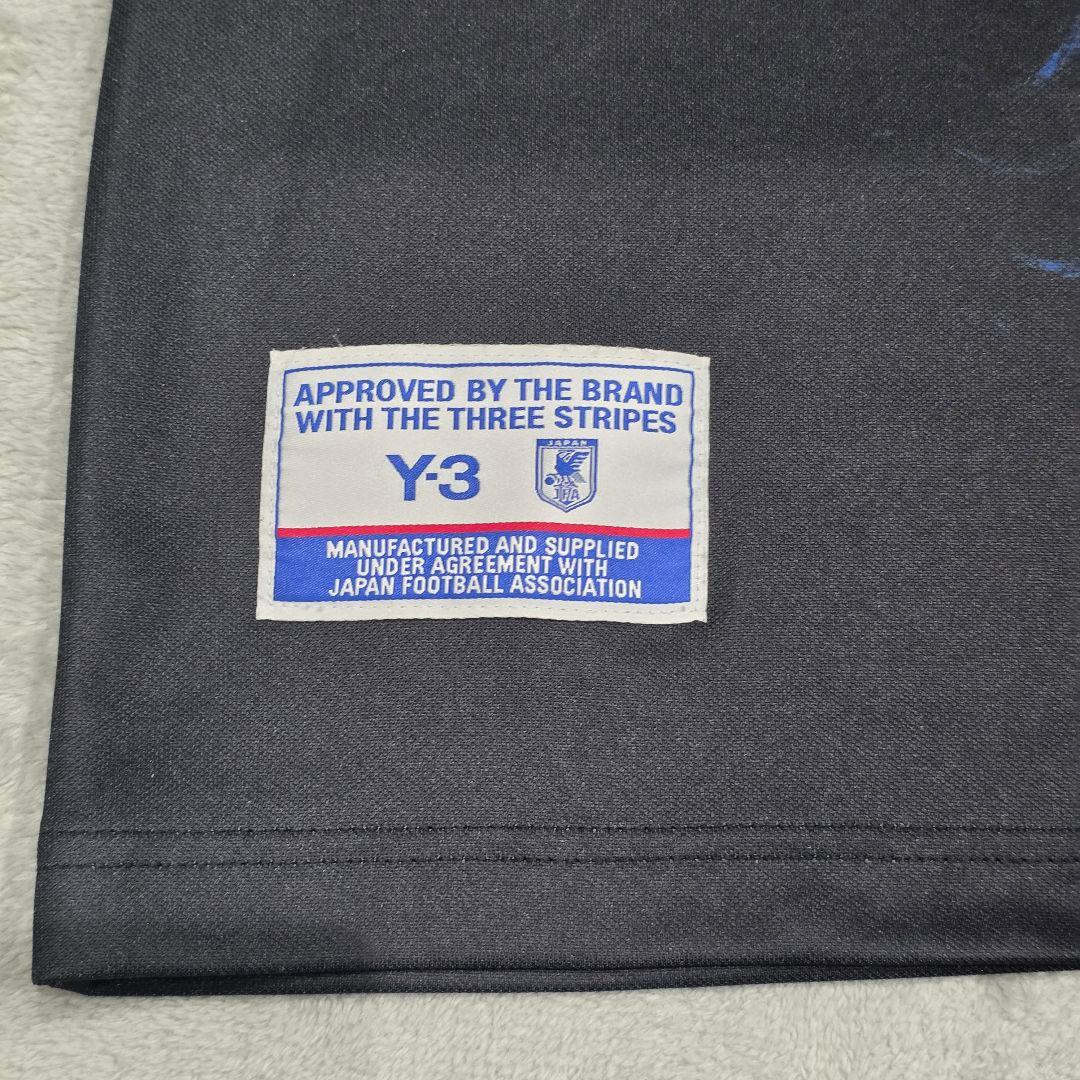 APPROVED BY THE BRAND
WITH THE THREE STRIPES
Y-3
JAPAN
JFA
MANUFACTURED AND SUPPLIED
UNDER AGREEMENT WITH
JAPAN FOOTBALL ASSOCIATION